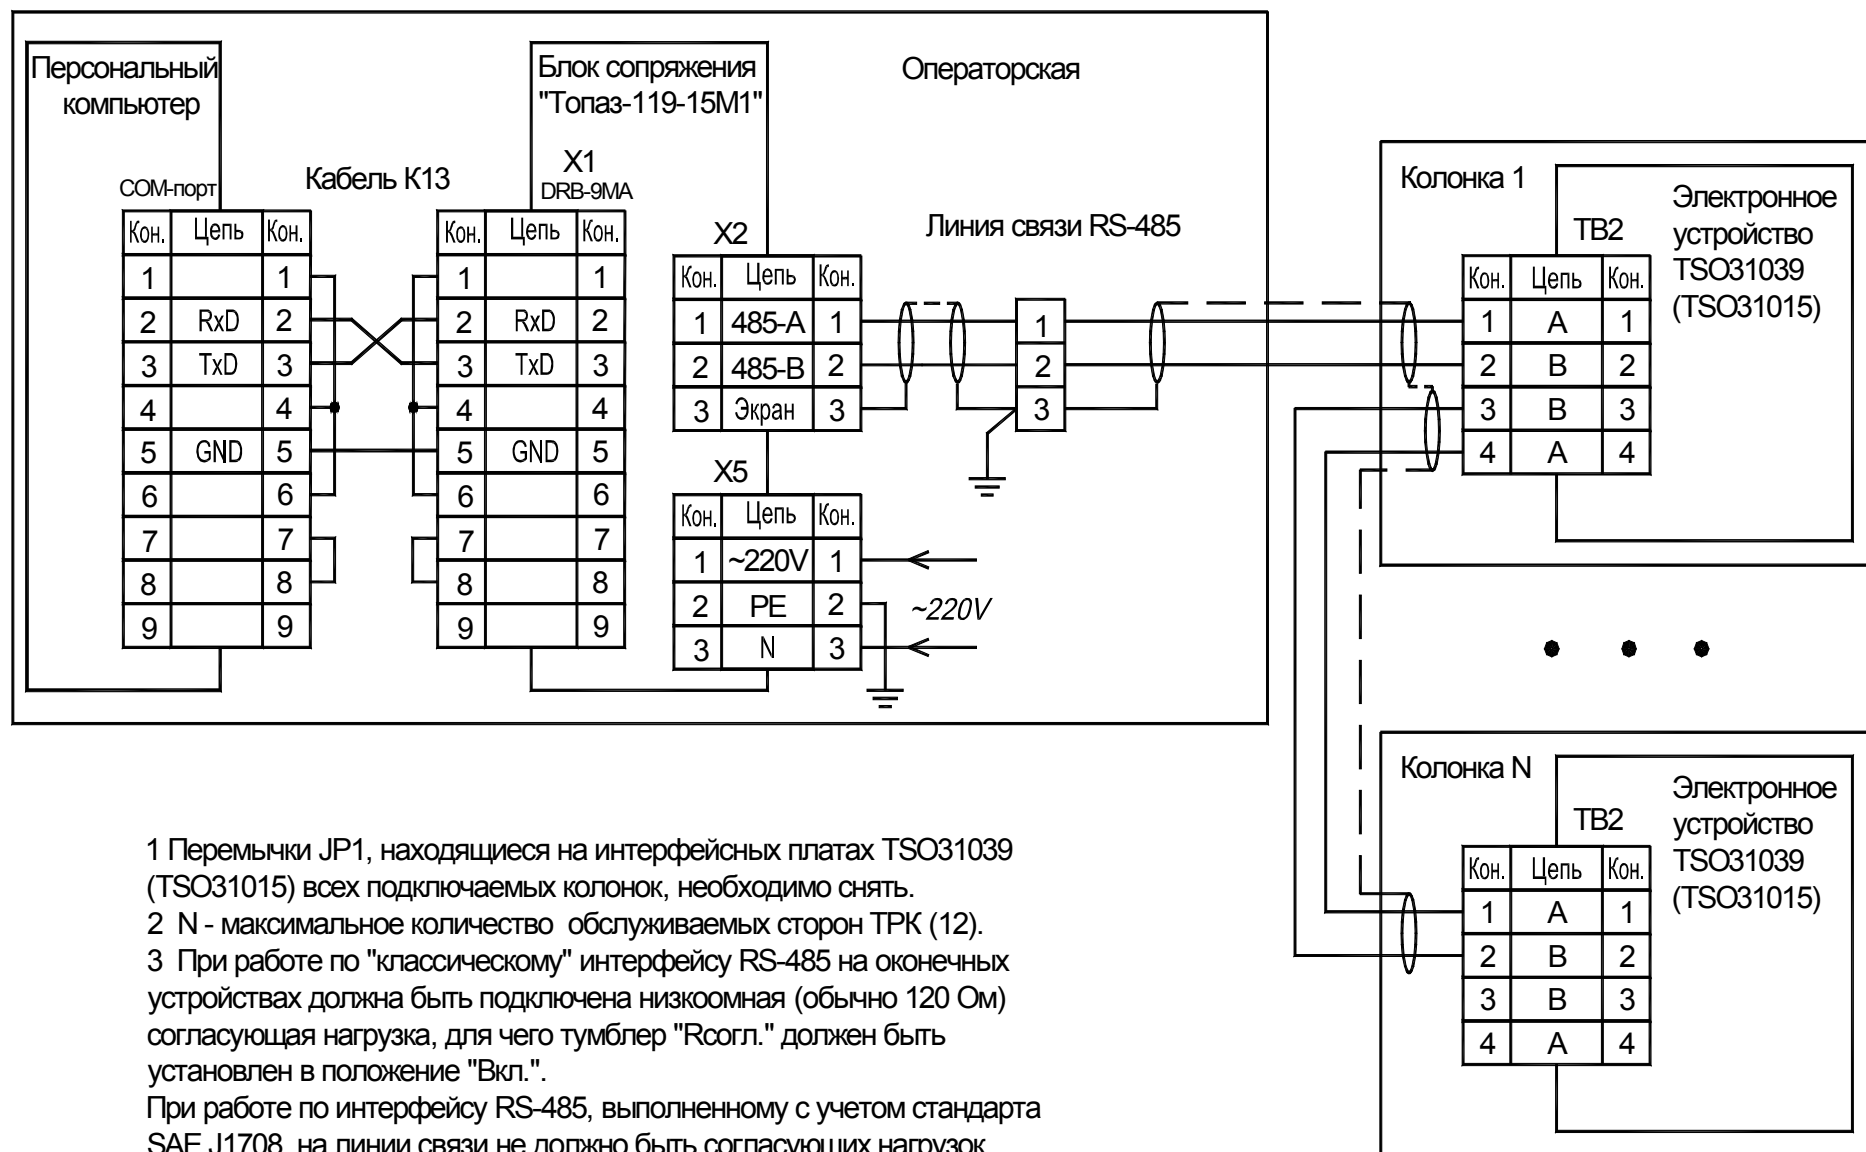 Персональный
компьютер
Блок сопряжения
"Топаз-119-15М1"
Операторская
COM-порт
Кабель К13
X1
DRB-9MA
Кон. Цепь Кон.
1 1
2 RxD 2
3 TxD 3
4 4
5 GND 5
6 6
7 7
8 8
9 9
Кон. Цепь Кон.
1 1
2 RxD 2
3 TxD 3
4 4
5 GND 5
6 6
7 7
8 8
9 9
X2
Кон. Цепь Кон.
1 485-A 1
2 485-B 2
3 Экран 3
X5
Кон. Цепь Кон.
1 ~220V 1
2 PE 2
3 N 3
~220V
Линия связи RS-485
1
2
3
Колонка 1
TB2
Электронное
устройство
TSO31039
(TSO31015)
Кон. Цепь Кон.
1 A 1
2 B 2
3 B 3
4 A 4
Колонка N
TB2
Электронное
устройство
TSO31039
(TSO31015)
Кон. Цепь Кон.
1 A 1
2 B 2
3 B 3
4 A 4
1 Перемычки JP1, находящиеся на интерфейсных платах TSO31039
(TSO31015) всех подключаемых колонок, необходимо снять.
2 N - максимальное количество обслуживаемых сторон ТРК (12).
3 При работе по "классическому" интерфейсу RS-485 на оконечных
устройствах должна быть подключена низкоомная (обычно 120 Ом)
согласующая нагрузка, для чего тумблер "Rсогл." должен быть
установлен в положение "Вкл.".
При работе по интерфейсу RS-485, выполненному с учетом стандарта
SAE J1708, на линии связи не должно быть согласующих нагрузок